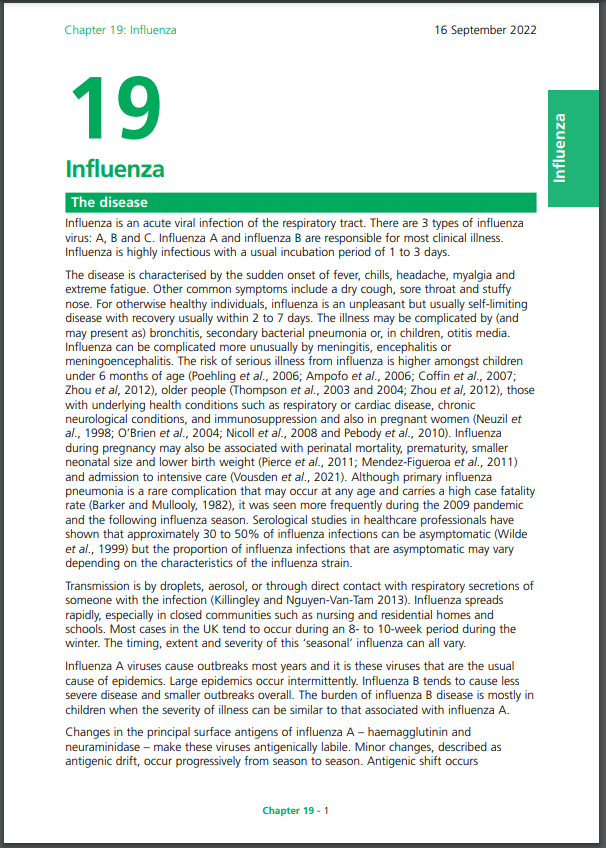 Chapter 19: Influenza
16 September 2022
19
Influenza
Influenza
The disease
Influenza is an acute viral infection of the respiratory tract. There are 3 types of influenza
virus: A, B and C. Influenza A and influenza B are responsible for most clinical illness.
Influenza is highly infectious with a usual incubation period of 1 to 3 days.
The disease is characterised by the sudden onset of fever, chills, headache, myalgia and
extreme fatigue. Other common symptoms include a dry cough, sore throat and stuffy
nose. For otherwise healthy individuals, influenza is an unpleasant but usually self-limiting
disease with recovery usually within 2 to 7 days. The illness may be complicated by (and
may present as) bronchitis, secondary bacterial pneumonia or, in children, otitis media.
Influenza can be complicated more unusually by meningitis, encephalitis or
meningoencephalitis. The risk of serious illness from influenza is higher amongst children
under 6 months of age (Poehling et al., 2006; Ampofo et al., 2006; Coffin et al., 2007;
Zhou et al, 2012), older people (Thompson et al., 2003 and 2004; Zhou et al, 2012), those
with underlying health conditions such as respiratory or cardiac disease, chronic
neurological conditions, and immunosuppression and also in pregnant women (Neuzil et
al., 1998; O'Brien et al., 2004; Nicoll et al., 2008 and Pebody et al., 2010). Influenza
during pregnancy may also be associated with perinatal mortality, prematurity, smaller
neonatal size and lower birth weight (Pierce et al., 2011; Mendez-Figueroa et al., 2011)
and admission to intensive care (Vousden et al., 2021). Although primary influenza
pneumonia is a rare complication that may occur at any age and carries a high case fatality
rate (Barker and Mullooly, 1982), it was seen more frequently during the 2009 pandemic
and the following influenza season. Serological studies in healthcare professionals have
shown that approximately 30 to 50% of influenza infections can be asymptomatic (Wilde
et al., 1999) but the proportion of influenza infections that are asymptomatic may vary
depending on the characteristics of the influenza strain.
Transmission is by droplets, aerosol, or through direct contact with respiratory secretions of
someone with the infection (Killingley and Nguyen-Van-Tam 2013). Influenza spreads
rapidly, especially in closed communities such as nursing and residential homes and
schools. Most cases in the UK tend to occur during an 8- to 10-week period during the
winter. The timing, extent and severity of this 'seasonal' influenza can all vary.
Influenza A viruses cause outbreaks most years and it is these viruses that are the usual
cause of epidemics. Large epidemics occur intermittently. Influenza B tends to cause less
severe disease and smaller outbreaks overall. The burden of influenza B disease is mostly in
children when the severity of illness can be similar to that associated with influenza A.
Changes in the principal surface antigens of influenza A – haemagglutinin and
neuraminidase – make these viruses antigenically labile. Minor changes, described as
antigenic drift, occur progressively from season to season. Antigenic shift occurs
Chapter 19 - 1